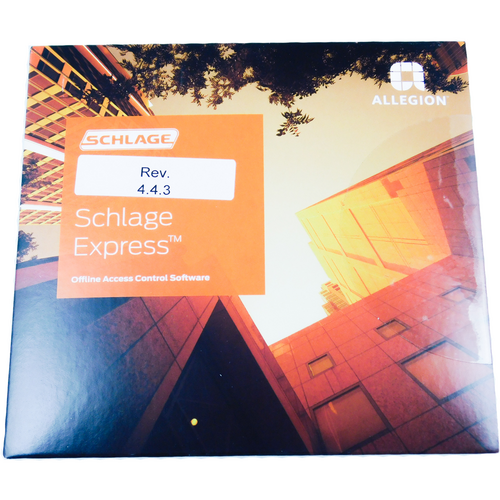 ALLEGION
SCHLAGE
Rev.
4.4.3
Schlage
Express™
Offline Access Control Software